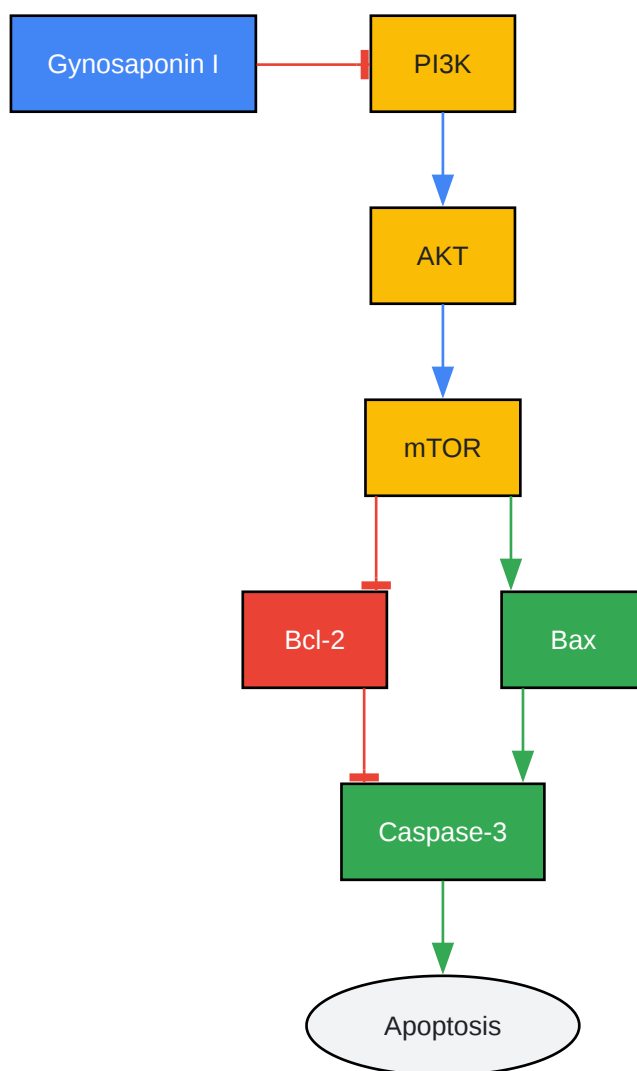 Gynosaponin I
PI3K
AKT
mTOR
Bcl-2
Bax
Caspase-3
Apoptosis